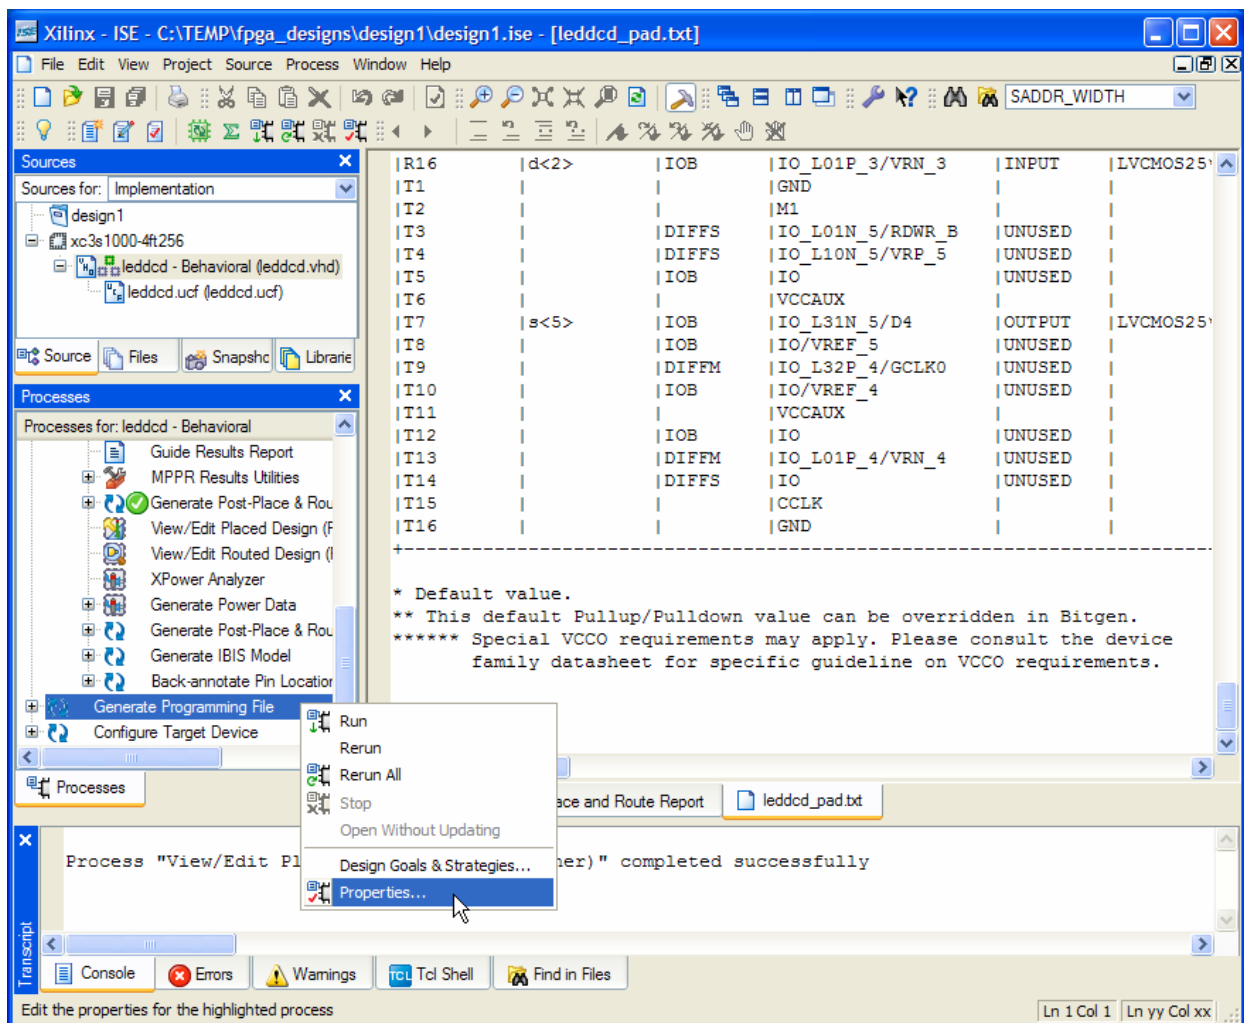 Xilinx - ISE - C:\TEMP\fpga_designs\design1\design1.ise - [leddcd_pad.txt]
File Edit View Project Source Process Window Help
SADDR_WIDTH
Sources
Sources for: Implementation
design1
xc3s1000-4ft256
leddcd - Behavioral (leddcd.vhd)
leddcd.ucf (leddcd.ucf)
Source Files Snapshc Librarie
Processes
Processes for: leddcd - Behavioral
Guide Results Report
MPPR Results Utilities
Generate Post-Place & Rou
View/Edit Placed Design (F
View/Edit Routed Design (
XPower Analyzer
Generate Power Data
Generate Post-Place & Rou
Generate IBIS Model
Back-annotate Pin Location
Generate Programming File
Configure Target Device
Processes
|R16 |d<2> |IOB |IO_L01P_3/VRN_3 |INPUT |LVCMOS25
|T1 | | |GND | |
|T2 | | |M1 | |
|T3 | |DIFFS |IO_L01N_5/RDWR_B |UNUSED |
|T4 | |DIFFS |IO_L10N_5/VRP_5 |UNUSED |
|T5 | |IOB |IO |UNUSED |
|T6 | | |VCCAUX | |
|T7 |s<5> |IOB |IO_L31N_5/D4 |OUTPUT |LVCMOS25
|T8 | |IOB |IO/VREF_5 |UNUSED |
|T9 | |DIFFM |IO_L32P_4/GCLK0 |UNUSED |
|T10 | |IOB |IO/VREF_4 |UNUSED |
|T11 | | |VCCAUX | |
|T12 | |IOB |IO |UNUSED |
|T13 | |DIFFM |IO_L01P_4/VRN_4 |UNUSED |
|T14 | |DIFFS |IO |UNUSED |
|T15 | | |CCLK | |
|T16 | | |GND | |
* Default value.
** This default Pullup/Pulldown value can be overridden in Bitgen.
****** Special VCCO requirements may apply. Please consult the device
family datasheet for specific guideline on VCCO requirements.
Run
Rerun
Rerun All
Stop
Open Without Updating
Design Goals & Strategies...
Properties...
ace and Route Report leddcd_pad.txt
Process "View/Edit Pl ner)" completed successfully
Transcript
Console Errors Warnings Tcl Shell Find in Files
Edit the properties for the highlighted process Ln 1 Col 1 Ln yy Col xx